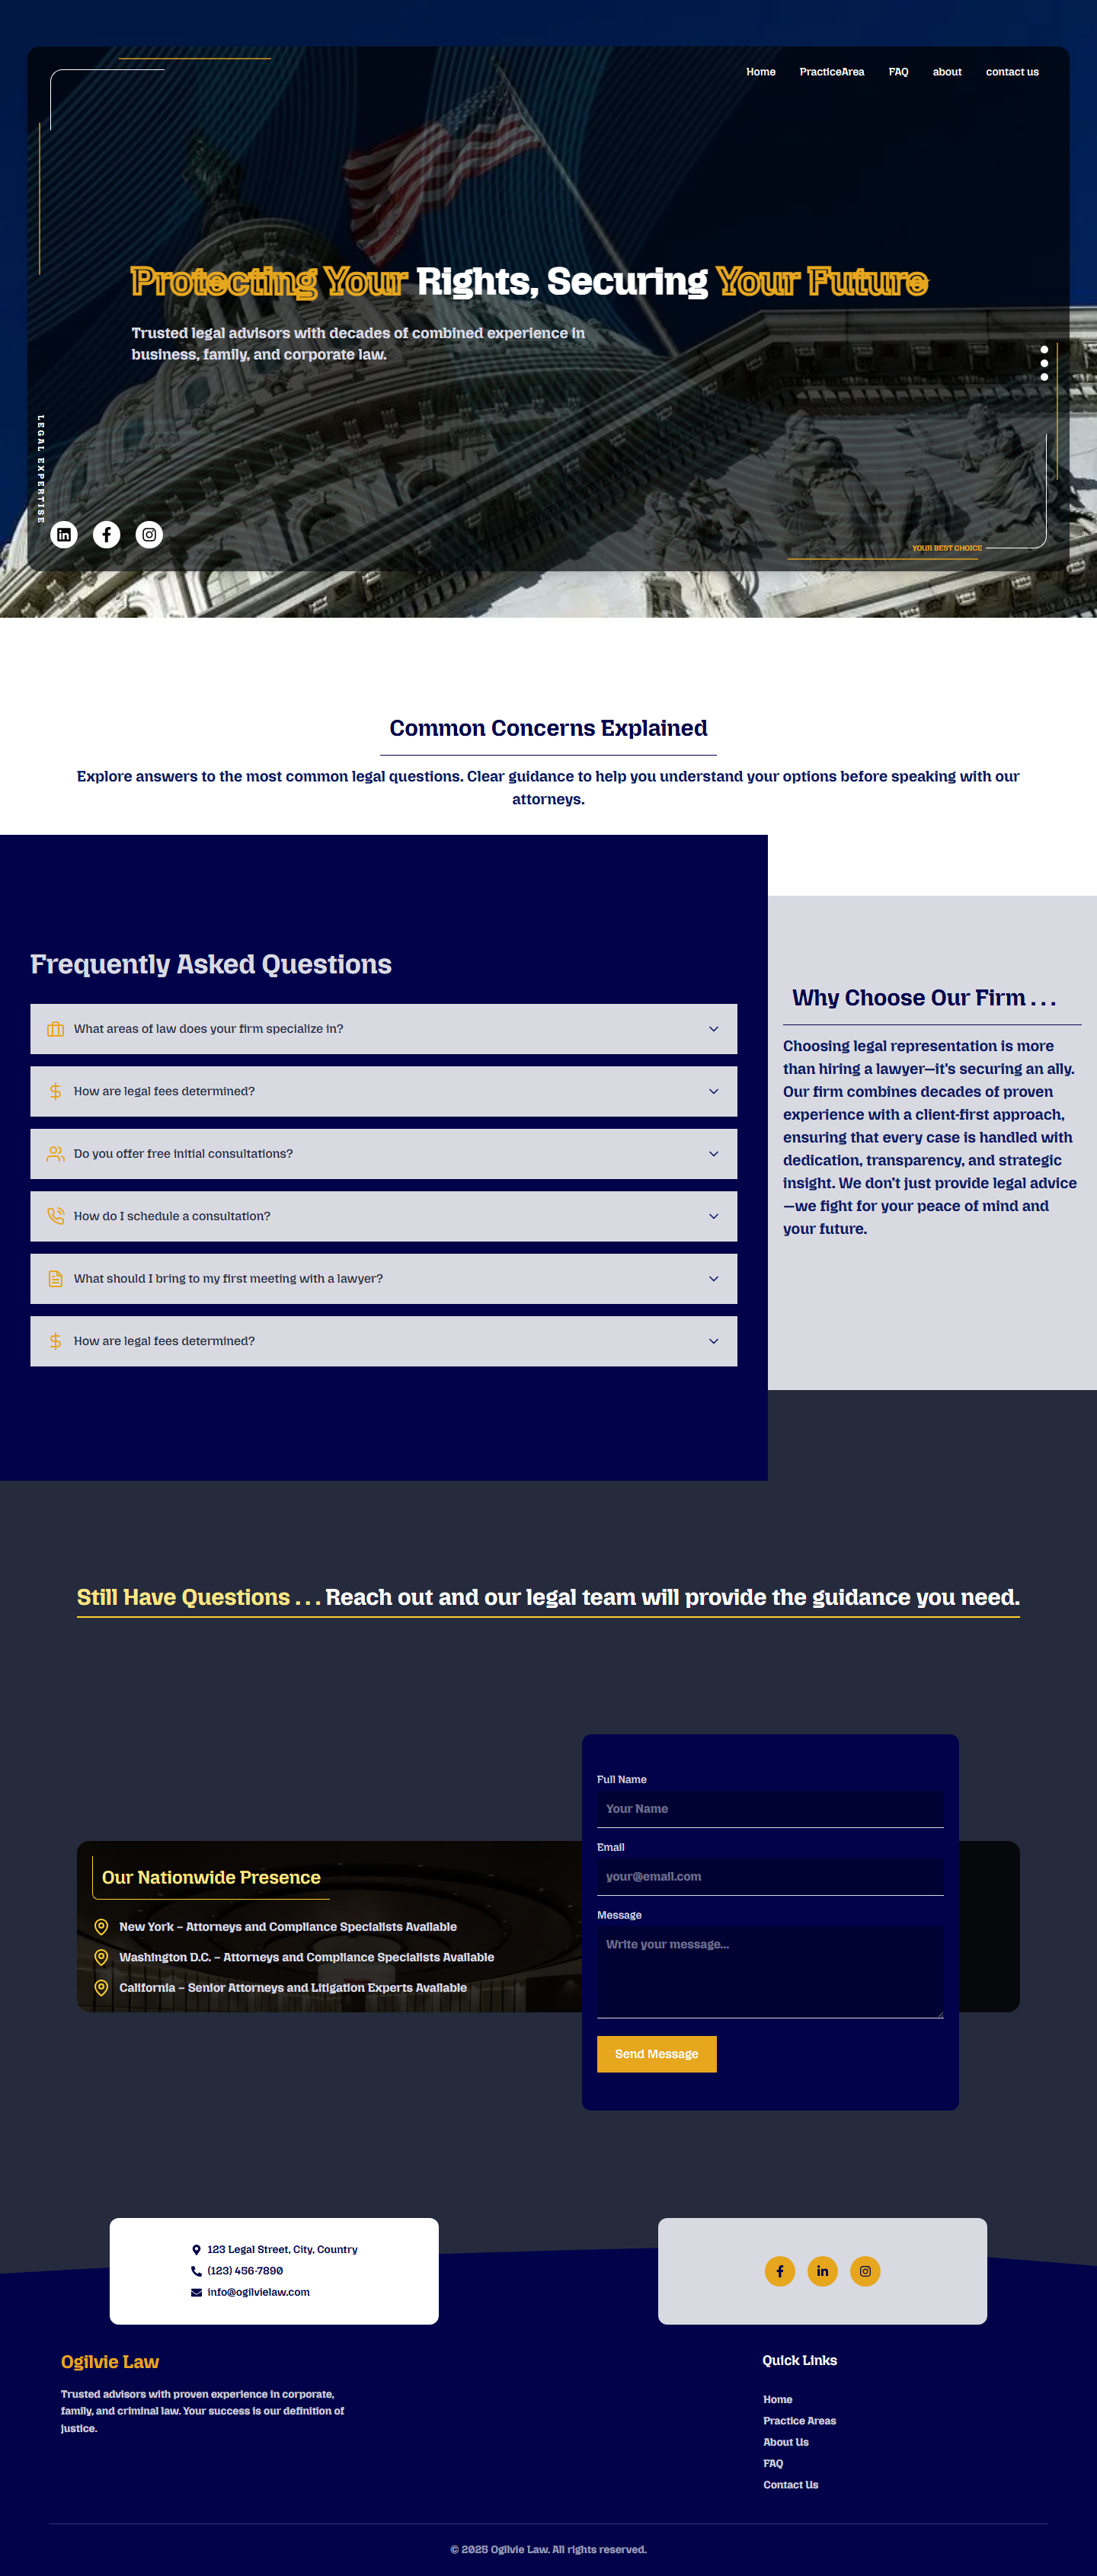 Home PracticeArea FAQ about contact us
Protecting Your Rights, Securing Your Future
Trusted legal advisors with decades of combined experience in
business, family, and corporate law.
LEGAL EXPERTISE
YOUR BEST CHOICE
Common Concerns Explained
Explore answers to the most common legal questions. Clear guidance to help you understand your options before speaking with our
attorneys.
Frequently Asked Questions
What areas of law does your firm specialize in?
How are legal fees determined?
Do you offer free initial consultations?
How do I schedule a consultation?
What should I bring to my first meeting with a lawyer?
How are legal fees determined?
Why Choose Our Firm . . .
Choosing legal representation is more
than hiring a lawyer—it's securing an ally.
Our firm combines decades of proven
experience with a client-first approach,
ensuring that every case is handled with
dedication, transparency, and strategic
insight. We don't just provide legal advice
—we fight for your peace of mind and
your future.
Still Have Questions . . . Reach out and our legal team will provide the guidance you need.
Our Nationwide Presence
New York – Attorneys and Compliance Specialists Available
Washington D.C. – Attorneys and Compliance Specialists Available
California – Senior Attorneys and Litigation Experts Available
Full Name
Your Name
Email
your@email.com
Message
Write your message...
Send Message
123 Legal Street, City, Country
(123) 456-7890
info@ogilvielaw.com
Ogilvie Law
Trusted advisors with proven experience in corporate,
family, and criminal law. Your success is our definition of
justice.
Quick Links
Home
Practice Areas
About Us
FAQ
Contact Us
© 2025 Ogilvie Law. All rights reserved.